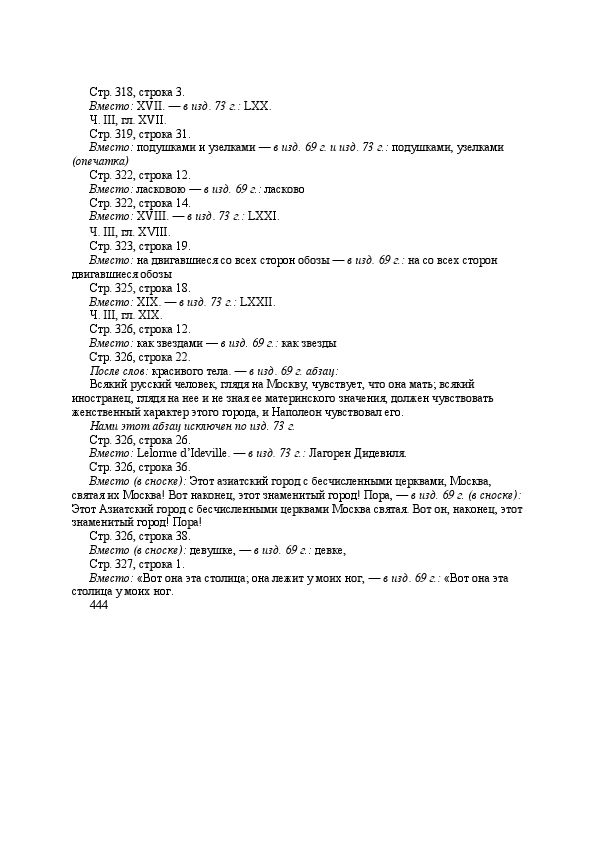 Стр. 318, строка 3.
Вместо: XVII. — в изд. 73 г.: LXX.
Ч. III, гл. XVII.
Стр. 319, строка 31.
Вместо: подушками и узелками — в изд. 69 г. и изд. 73 г.: подушками, узелками
(опечатка)
Стр. 322, строка 12.
Вместо: ласковою — в изд. 69 г.: ласково
Стр. 322, строка 14.
Вместо: XVIII. — в изд. 73 г.: LXXI.
Ч. III, гл. XVIII.
Стр. 323, строка 19.
Вместо: на двигавшиеся со всех сторон обозы — в изд. 69 г.: на со всех сторон
двигавшиеся обозы
Стр. 325, строка 18.
Вместо: XIX. — в изд. 73 г.: LXXII.
Ч. III, гл. XIX.
Стр. 326, строка 12.
Вместо: как звездами — в изд. 69 г.: как звезды
Стр. 326, строка 22.
После слов: красивого тела. — в изд. 69 г. абзац:
Всякий русский человек, глядя на Москву, чувствует, что она мать; всякий
иностранец, глядя на нее и не зная ее материнского значения, должен чувствовать
женственный характер этого города, и Наполеон чувствовал его.
Нами этот абзац исключен по изд. 73 г.
Стр. 326, строка 26.
Вместо: Lelorme d’Ideville. — в изд. 73 г.: Лагорен Дидевиля.
Стр. 326, строка 36.
Вместо (в сноске): Этот азиатский город с бесчисленными церквами, Москва,
святая их Москва! Вот наконец, этот знаменитый город! Пора, — в изд. 69 г. (в сноске):
Этот Азиатский город с бесчисленными церквами Москва святая. Вот он, наконец, этот
знаменитый город! Пора!
Стр. 326, строка 38.
Вместо (в сноске): девушке, — в изд. 69 г.: девке,
Стр. 327, строка 1.
Вместо: «Вот она эта столица; она лежит у моих ног, — в изд. 69 г.: «Вот она эта
столица у моих ног.
444